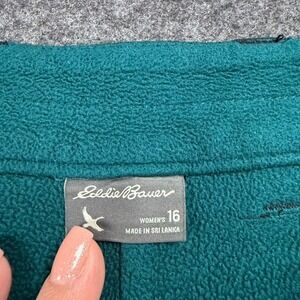 Eddie Bauer
WOMEN'S 16
MADE IN SRI LANKA